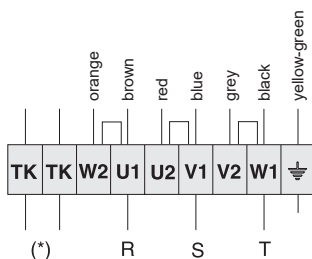 orange
brown
red
blue
grey
black
yellow-green
TK TK W2 U1 U2 V1 V2 W1
(*) R S T